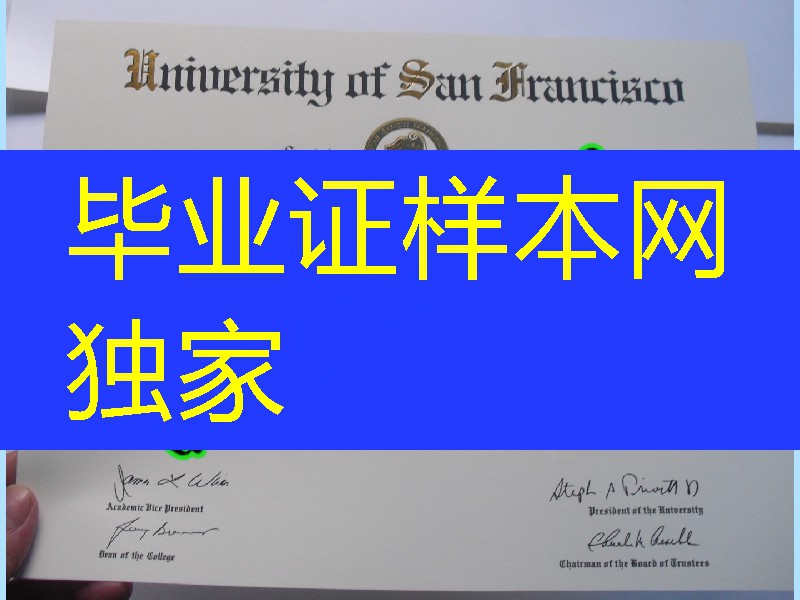 University of San Francisco
毕业证样本网
独家
Academic Vice President
President of the University
Dean of the College
Chairman of the Board of Trustees